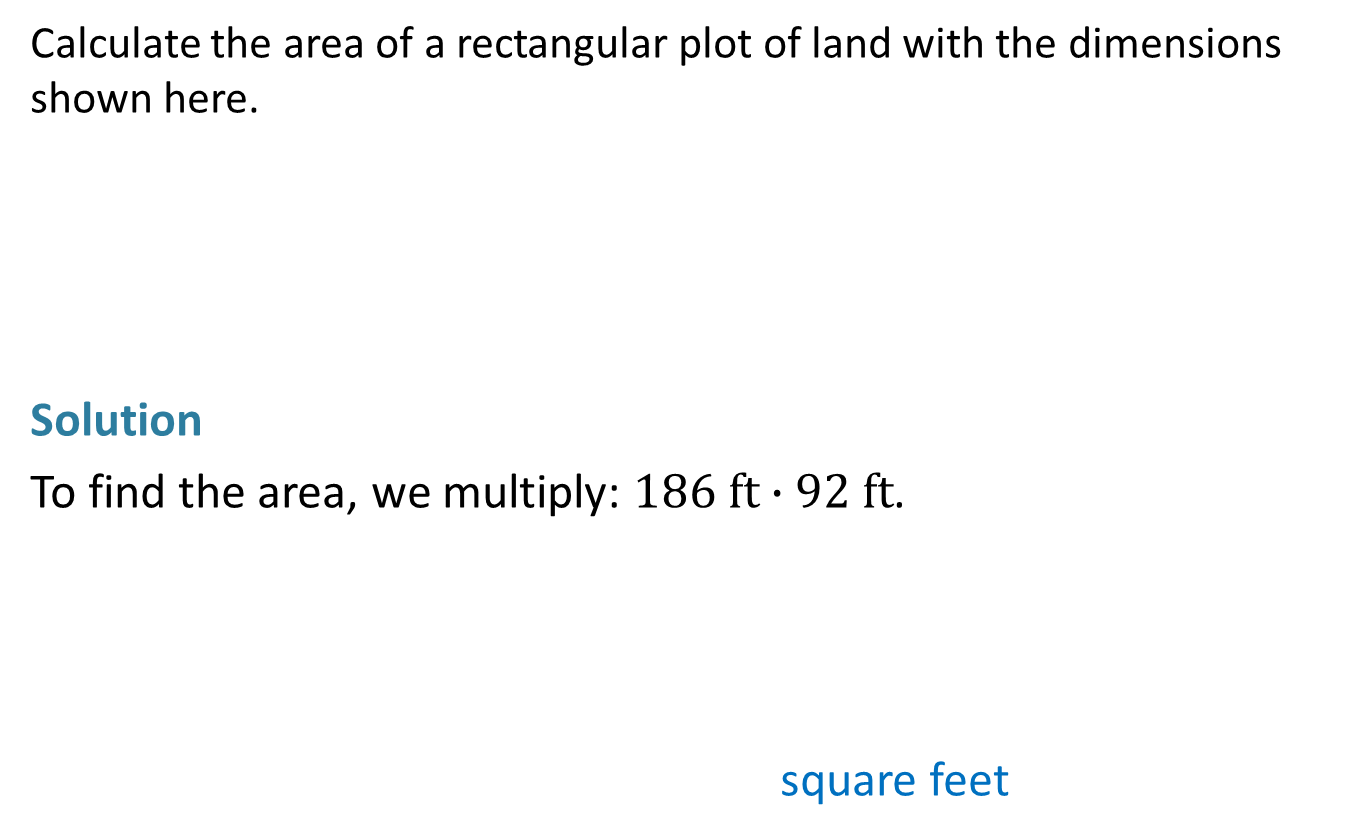 Calculate the area of a rectangular plot of land with the dimensions
shown here.
Solution
To find the area, we multiply: 186 ft · 92 ft.
square feet